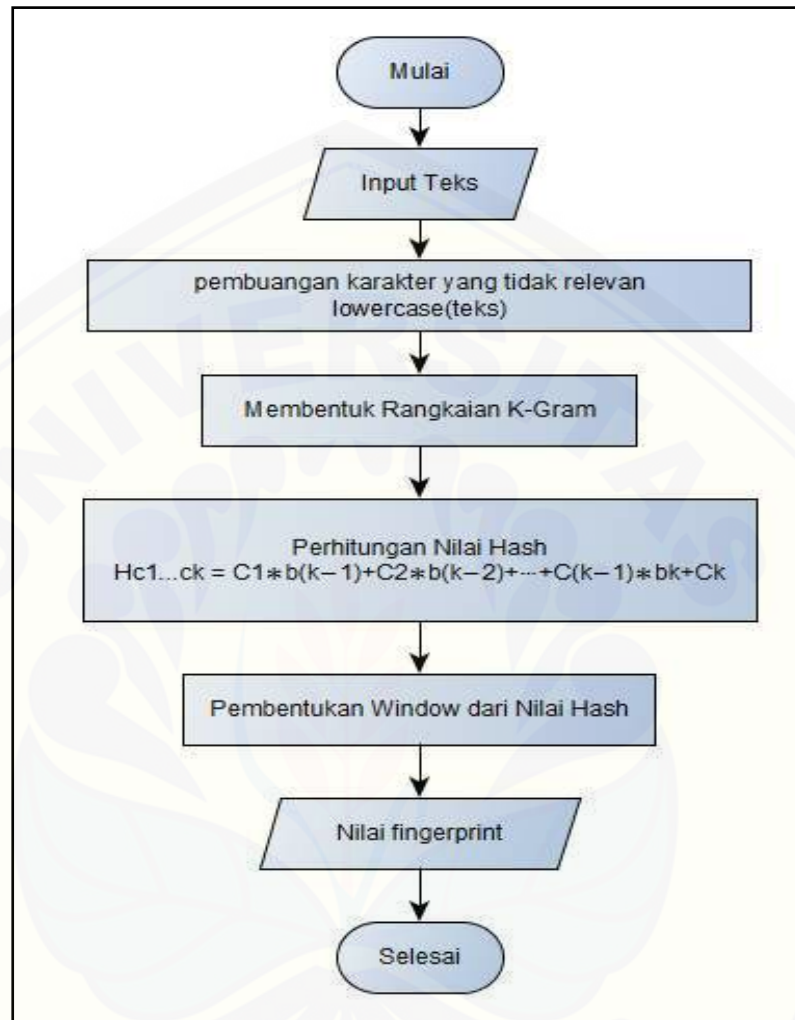 Mulai
Input Teks
pembuangan karakter yang tidak relevan
lowercase(teks)
Membentuk Rangkaian K-Gram
Perhitungan Nilai Hash
Hc1...ck = C1∗b(k−1)+C2∗b(k−2)+⋯+C(k−1)∗bk+Ck
Pembentukan Window dari Nilai Hash
Nilai fingerprint
Selesai
UNIVERSITAS